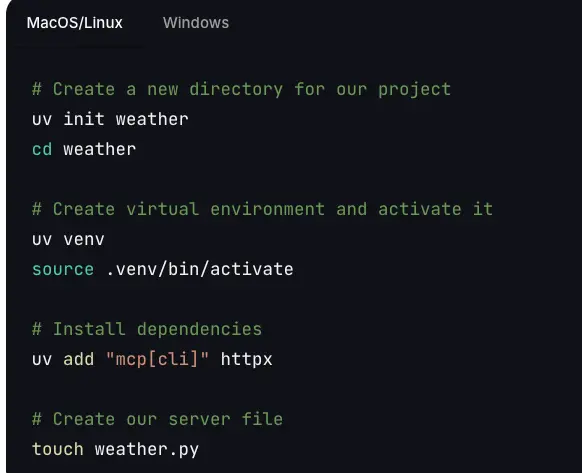 MacOS/Linux Windows
# Create a new directory for our project
uv init weather
cd weather
# Create virtual environment and activate it
uv venv
source .venv/bin/activate
# Install dependencies
uv add "mcp[cli]" httpx
# Create our server file
touch weather.py